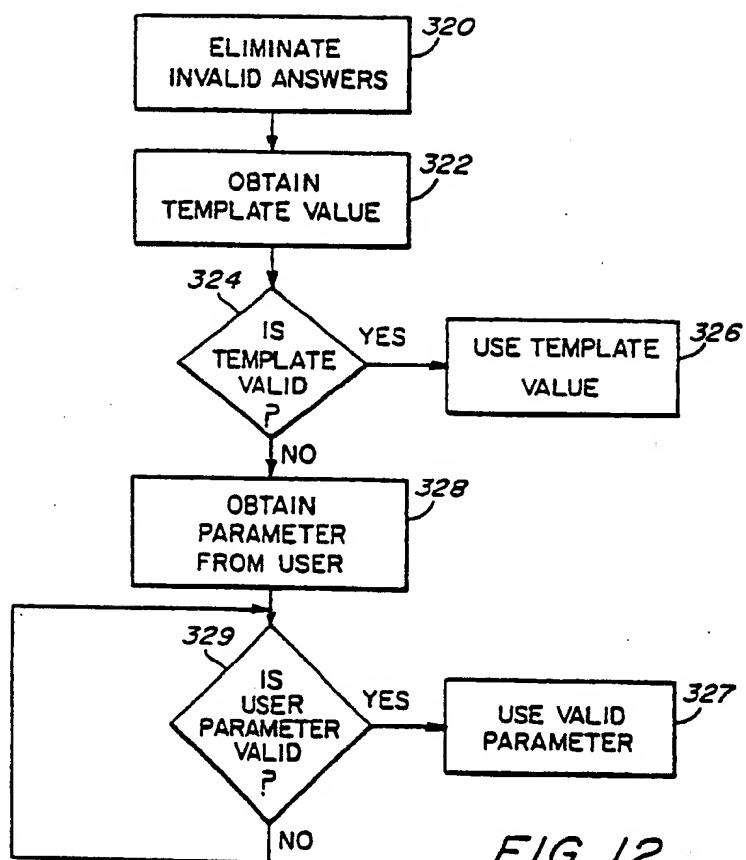 320
ELIMINATE
INVALID ANSWERS
322
OBTAIN
TEMPLATE VALUE
324
IS
TEMPLATE
VALID
?
YES
326
USE TEMPLATE
VALUE
NO
328
OBTAIN
PARAMETER
FROM USER
329
IS
USER
PARAMETER
VALID
?
YES
327
USE VALID
PARAMETER
NO
FIG. 12